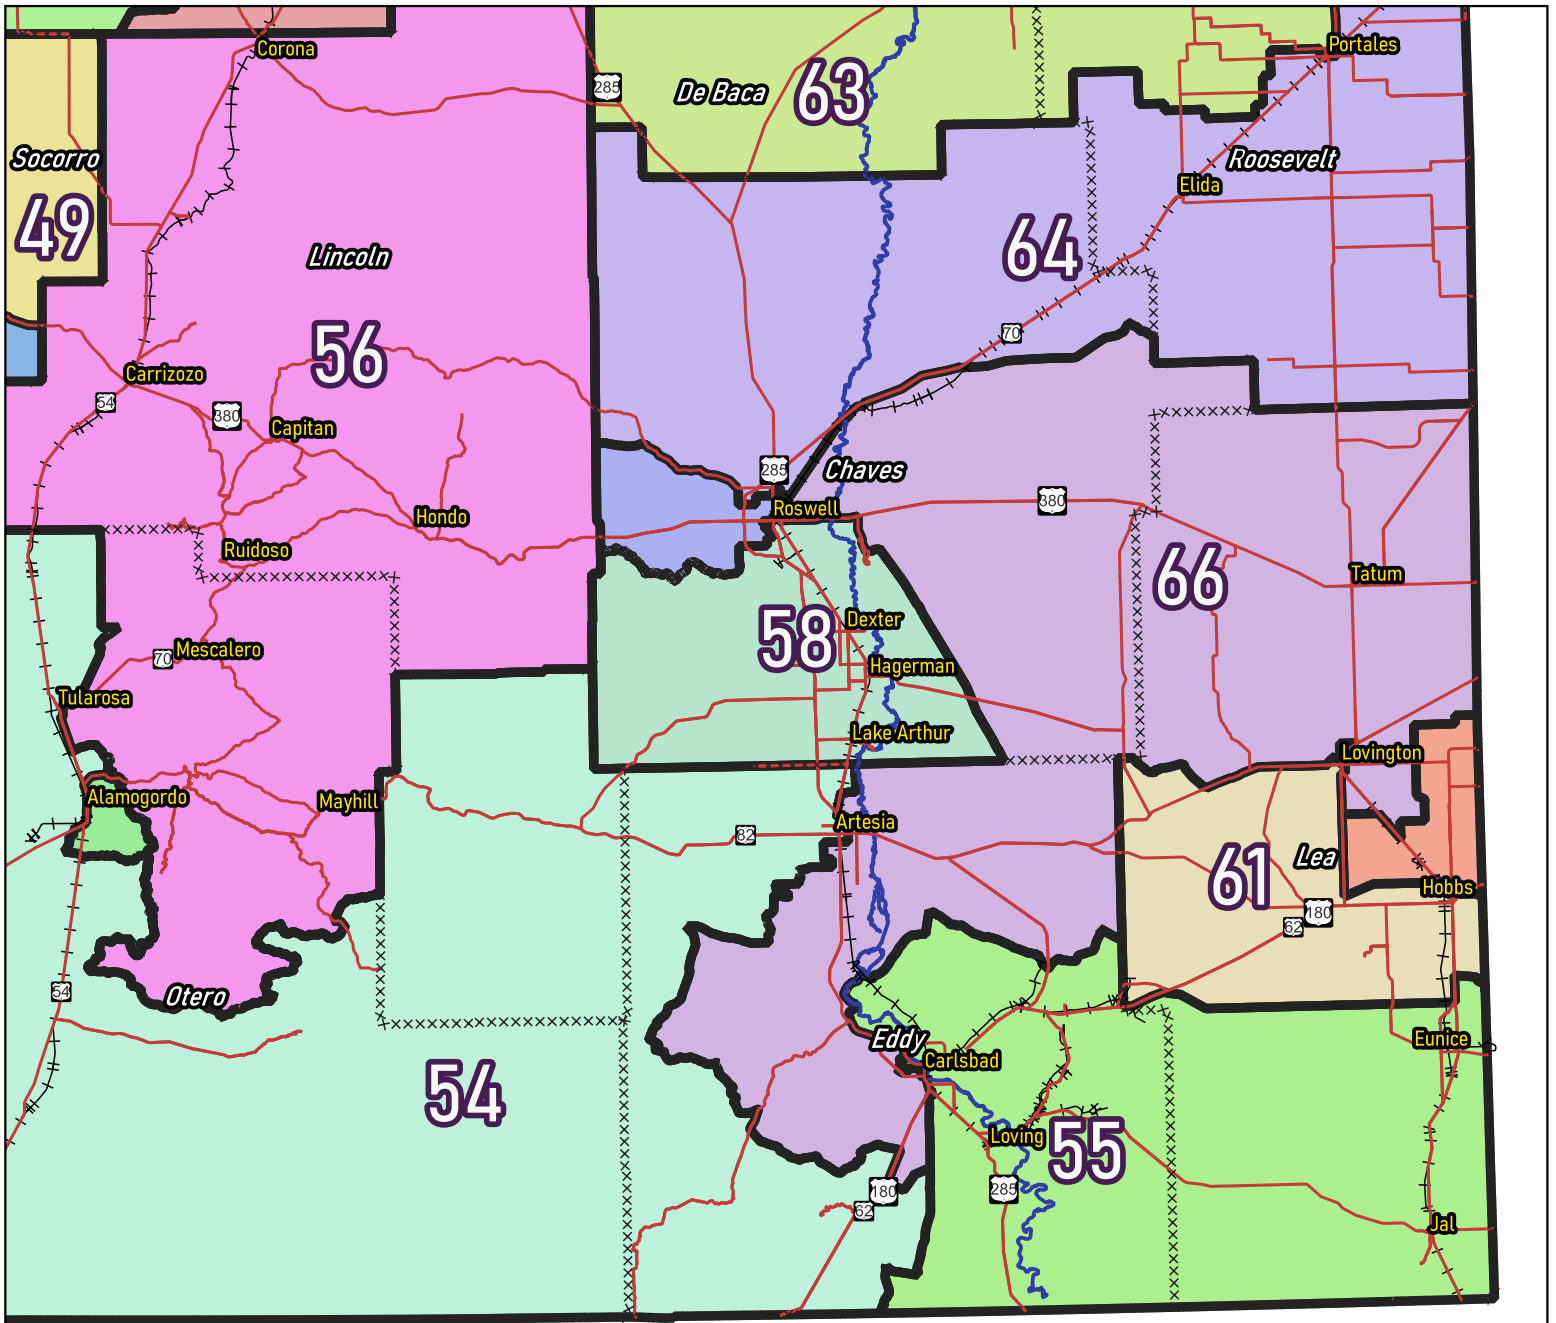 Corona
Portales
285
De Baca
63
Socorro
Roosevelt
Elida
49
Lincoln
64
70
56
Carrizozo
54
380
Capitan
285
Chaves
Roswell
380
Hondo
Ruidoso
66
Tatum
58
Dexter
Mescalero
70
Hagerman
Tularosa
Lake Arthur
Lovington
Alamogordo
Mayhill
Artesia
82
61
Lea
Hobbs
180
62
54
Otero
Eddy
Eunice
Carlsbad
54
Loving
55
180
285
62
Jal